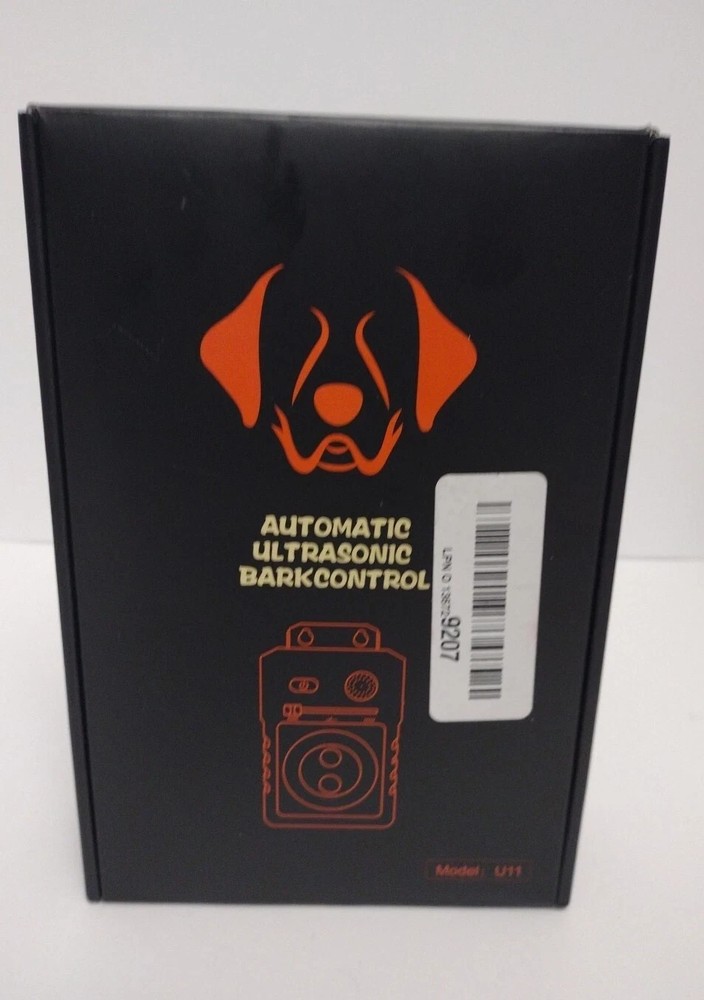 AUTOMATIC
ULTRASONIC
BARKCONTROL
9207
Model: U11